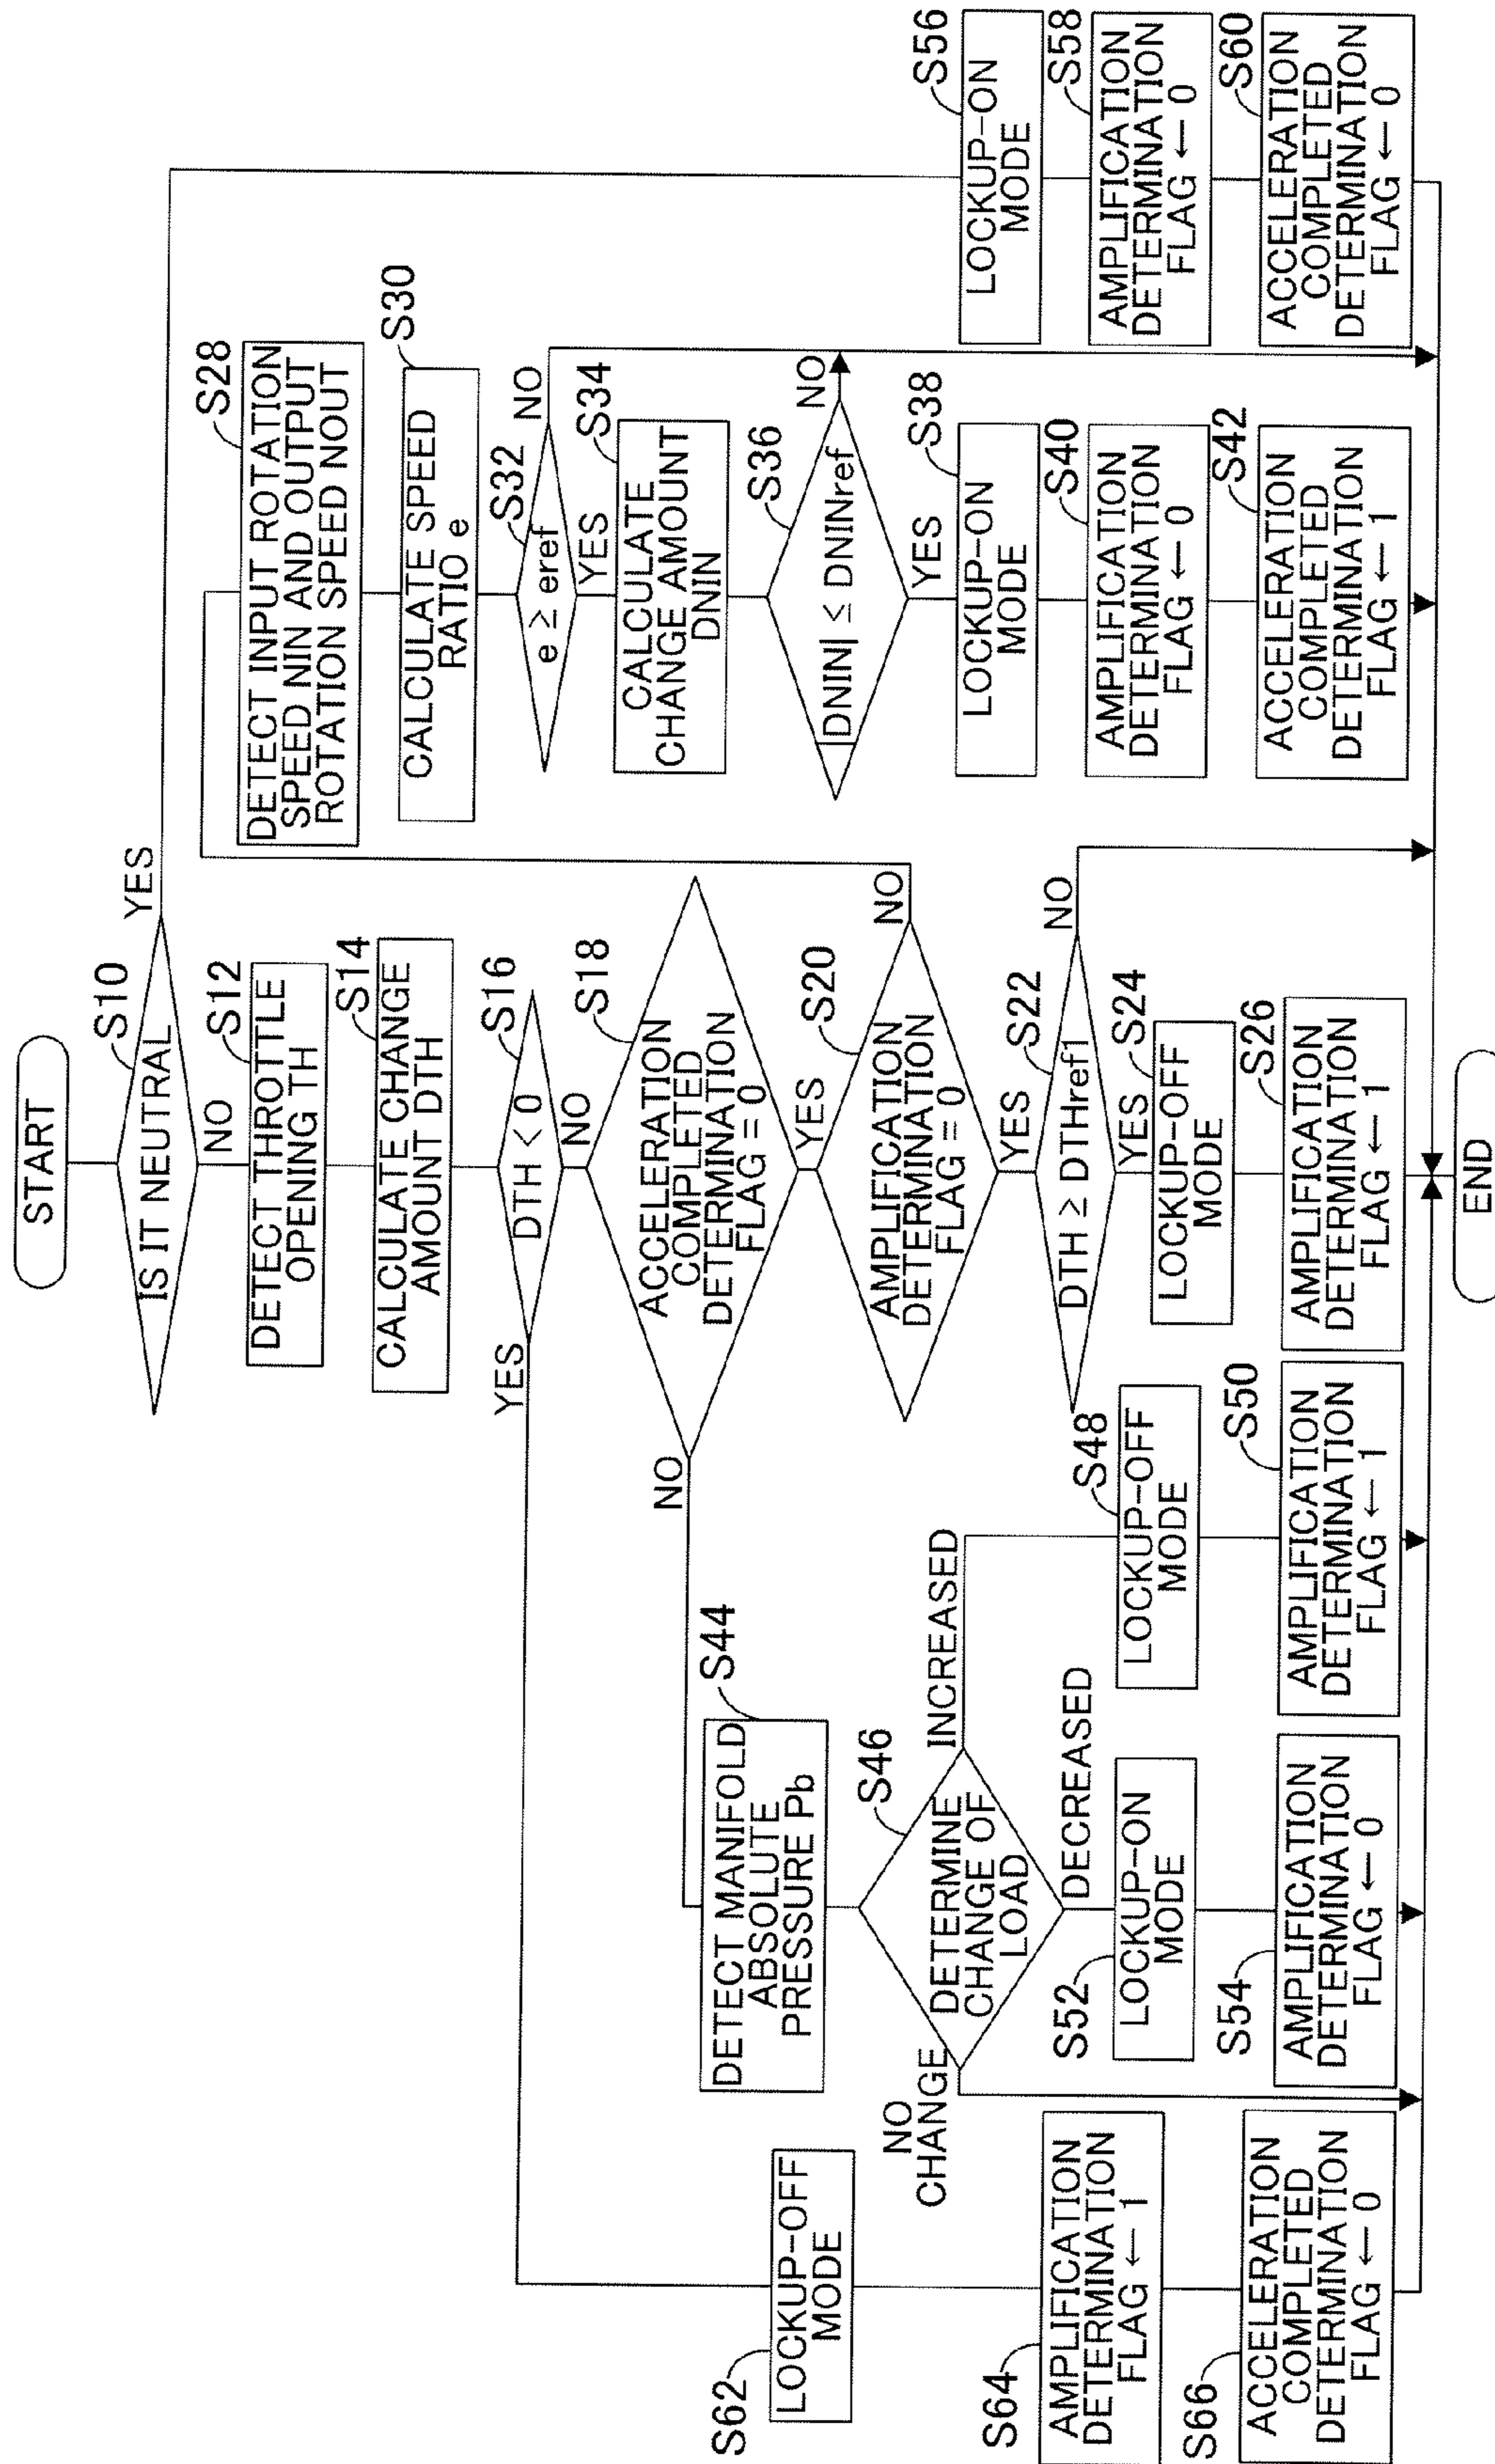 START
S10
IS IT NEUTRAL
YES
NO
S12
DETECT THROTTLE
OPENING TH
S14
CALCULATE CHANGE
AMOUNT DTH
S16
DTH < 0
YES
NO
S18
ACCELERATION
COMPLETED
DETERMINATION
FLAG = 0
NO
YES
S20
AMPLIFICATION
DETERMINATION
FLAG = 0
NO
YES
S22
DTH ≥ DTHref1
NO
YES
S24
LOCKUP-OFF
MODE
S26
AMPLIFICATION
DETERMINATION
FLAG ← 1
S28
DETECT INPUT ROTATION
SPEED NIN AND OUTPUT
ROTATION SPEED NOUT
S30
CALCULATE SPEED
RATIO e
S32
e ≥ eref
NO
YES
S34
CALCULATE
CHANGE AMOUNT
DNIN
S36
|DNIN| ≤ DNINref
NO
YES
S38
LOCKUP-ON
MODE
S40
AMPLIFICATION
DETERMINATION
FLAG ← 0
S42
ACCELERATION
COMPLETED
DETERMINATION
FLAG ← 1
S44
DETECT MANIFOLD
ABSOLUTE
PRESSURE Pb
S46
DETERMINE
CHANGE OF
LOAD
INCREASED
DECREASED
NO
CHANGE
S48
LOCKUP-OFF
MODE
S50
AMPLIFICATION
DETERMINATION
FLAG ← 1
S52
LOCKUP-ON
MODE
S54
AMPLIFICATION
DETERMINATION
FLAG ← 0
S56
LOCKUP-ON
MODE
S58
AMPLIFICATION
DETERMINATION
FLAG ← 0
S60
ACCELERATION
COMPLETED
DETERMINATION
FLAG ← 0
S62
LOCKUP-OFF
MODE
S64
AMPLIFICATION
DETERMINATION
FLAG ← 1
S66
ACCELERATION
COMPLETED
DETERMINATION
FLAG ← 0
END